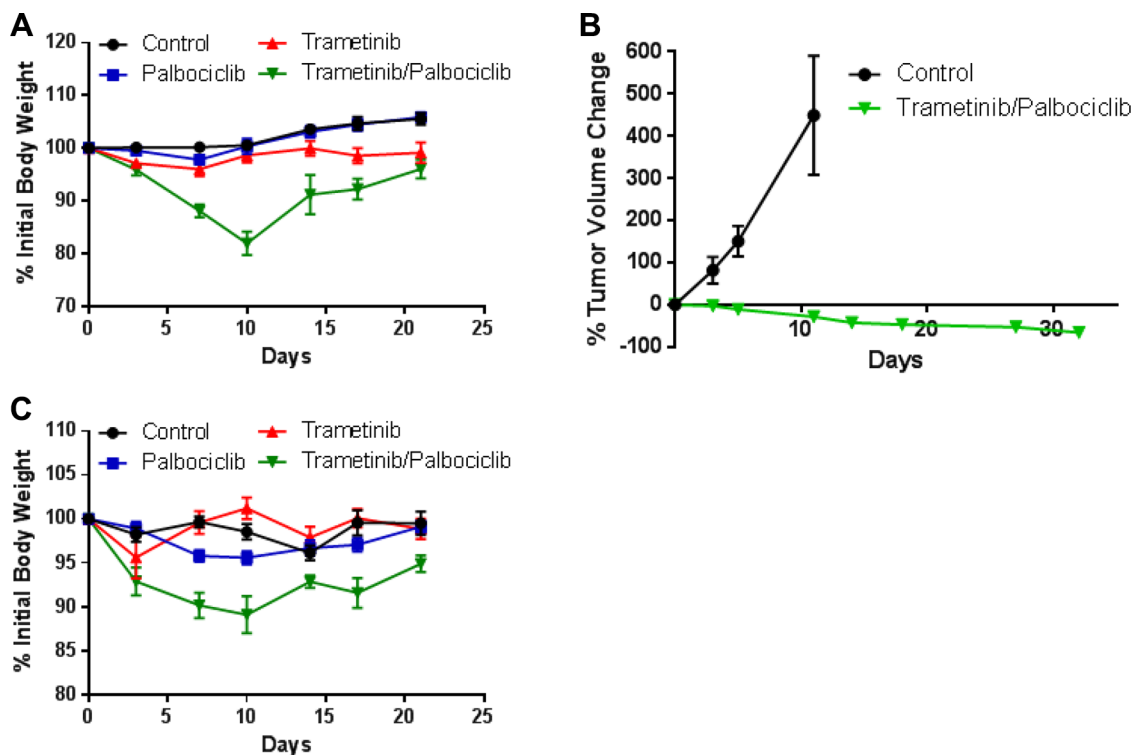 A
120
Control
Trametinib
Palbociclib
Trametinib/Palbociclib
110
100
90
80
70
% Initial Body Weight
0
5
10
15
20
25
Days
B
600
500
400
300
200
100
0
-100
% Tumor Volume Change
Control
Trametinib/Palbociclib
10
20
30
Days
C
110
Control
Trametinib
Palbociclib
Trametinib/Palbociclib
105
100
95
90
85
80
% Initial Body Weight
0
5
10
15
20
25
Days